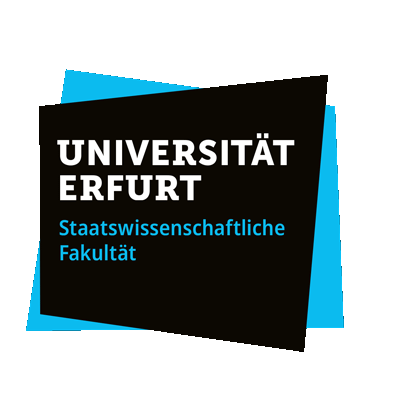 UNIVERSITÄT
ERFURT
Staatswissenschaftliche
Fakultät